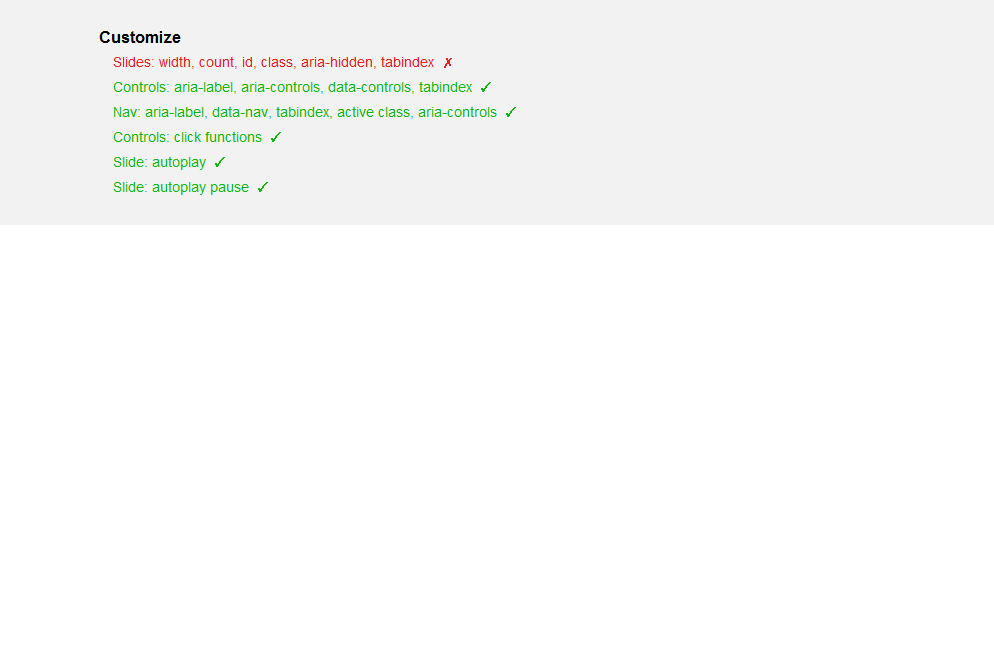 Customize
Slides: width, count, id, class, aria-hidden, tabindex ✗
Controls: aria-label, aria-controls, data-controls, tabindex ✓
Nav: aria-label, data-nav, tabindex, active class, aria-controls ✓
Controls: click functions ✓
Slide: autoplay ✓
Slide: autoplay pause ✓